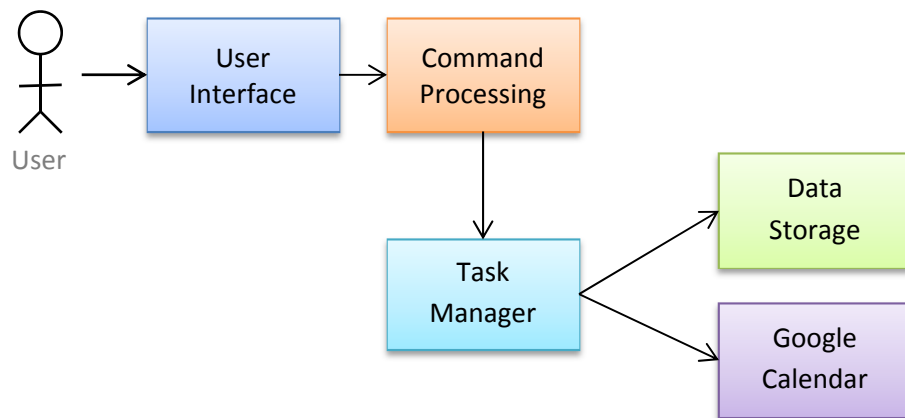 User
Interface
Command
Processing
User
Data
Storage
Task
Manager
Google
Calendar